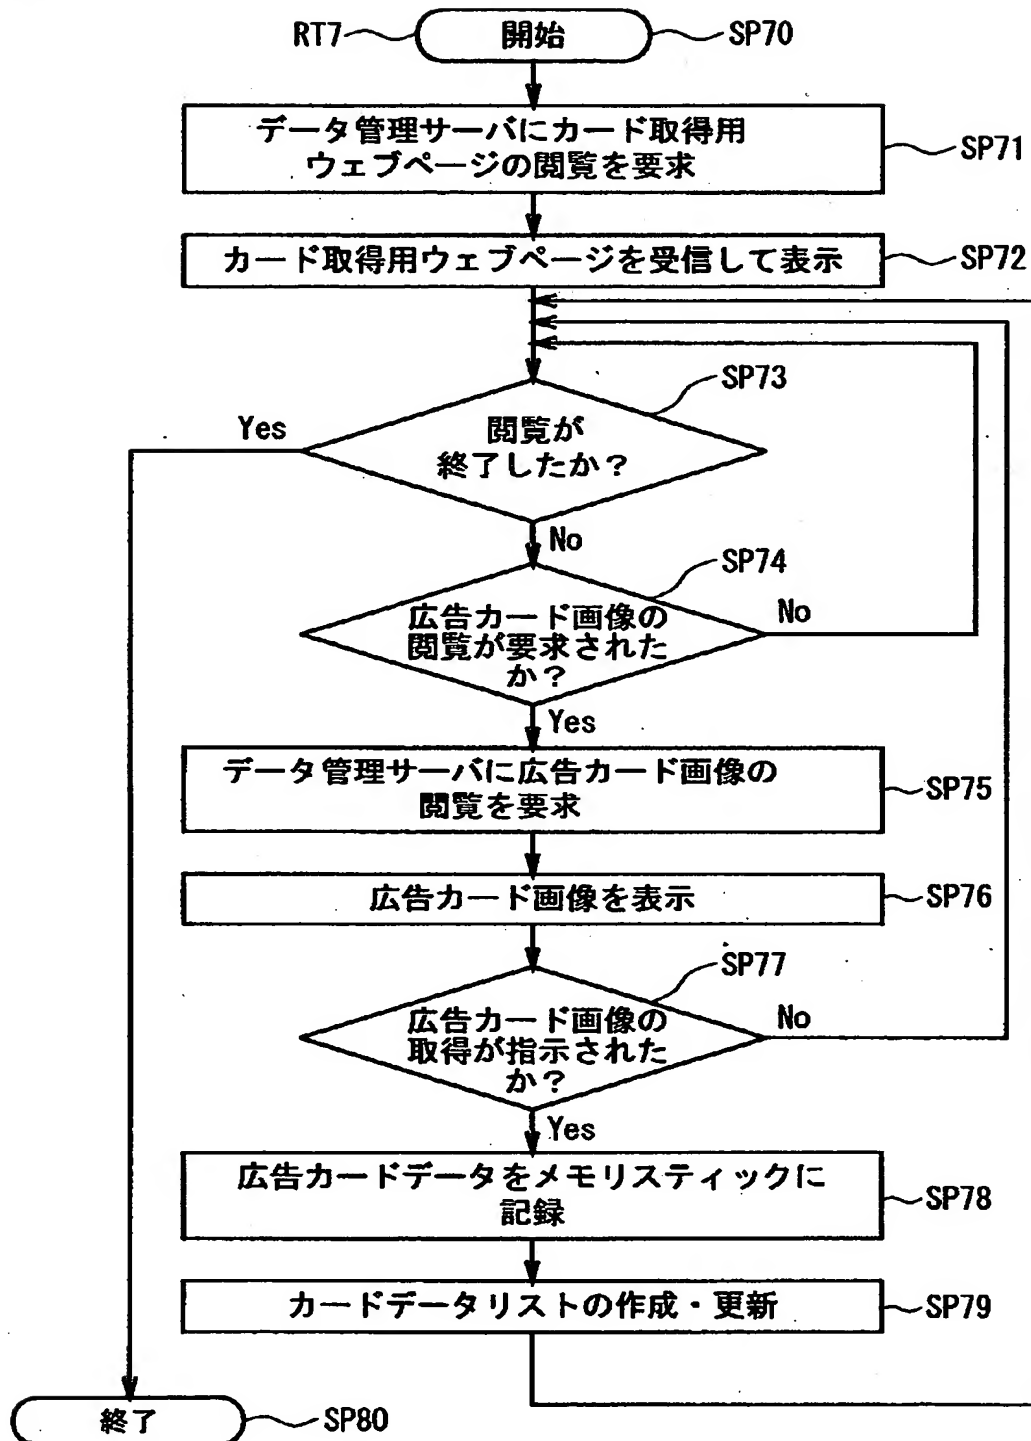 RT7
開始
SP70
データ管理サーバにカード取得用
ウェブページの閲覧を要求
SP71
カード取得用ウェブページを受信して表示
SP72
SP73
Yes
閲覧が
終了したか?
No
SP74
広告カード画像の
閲覧が要求された
か?
No
Yes
データ管理サーバに広告カード画像の
閲覧を要求
SP75
広告カード画像を表示
SP76
SP77
広告カード画像の
取得が指示された
か?
No
Yes
広告カードデータをメモリスティックに
記録
SP78
カードデータリストの作成・更新
SP79
終了
SP80